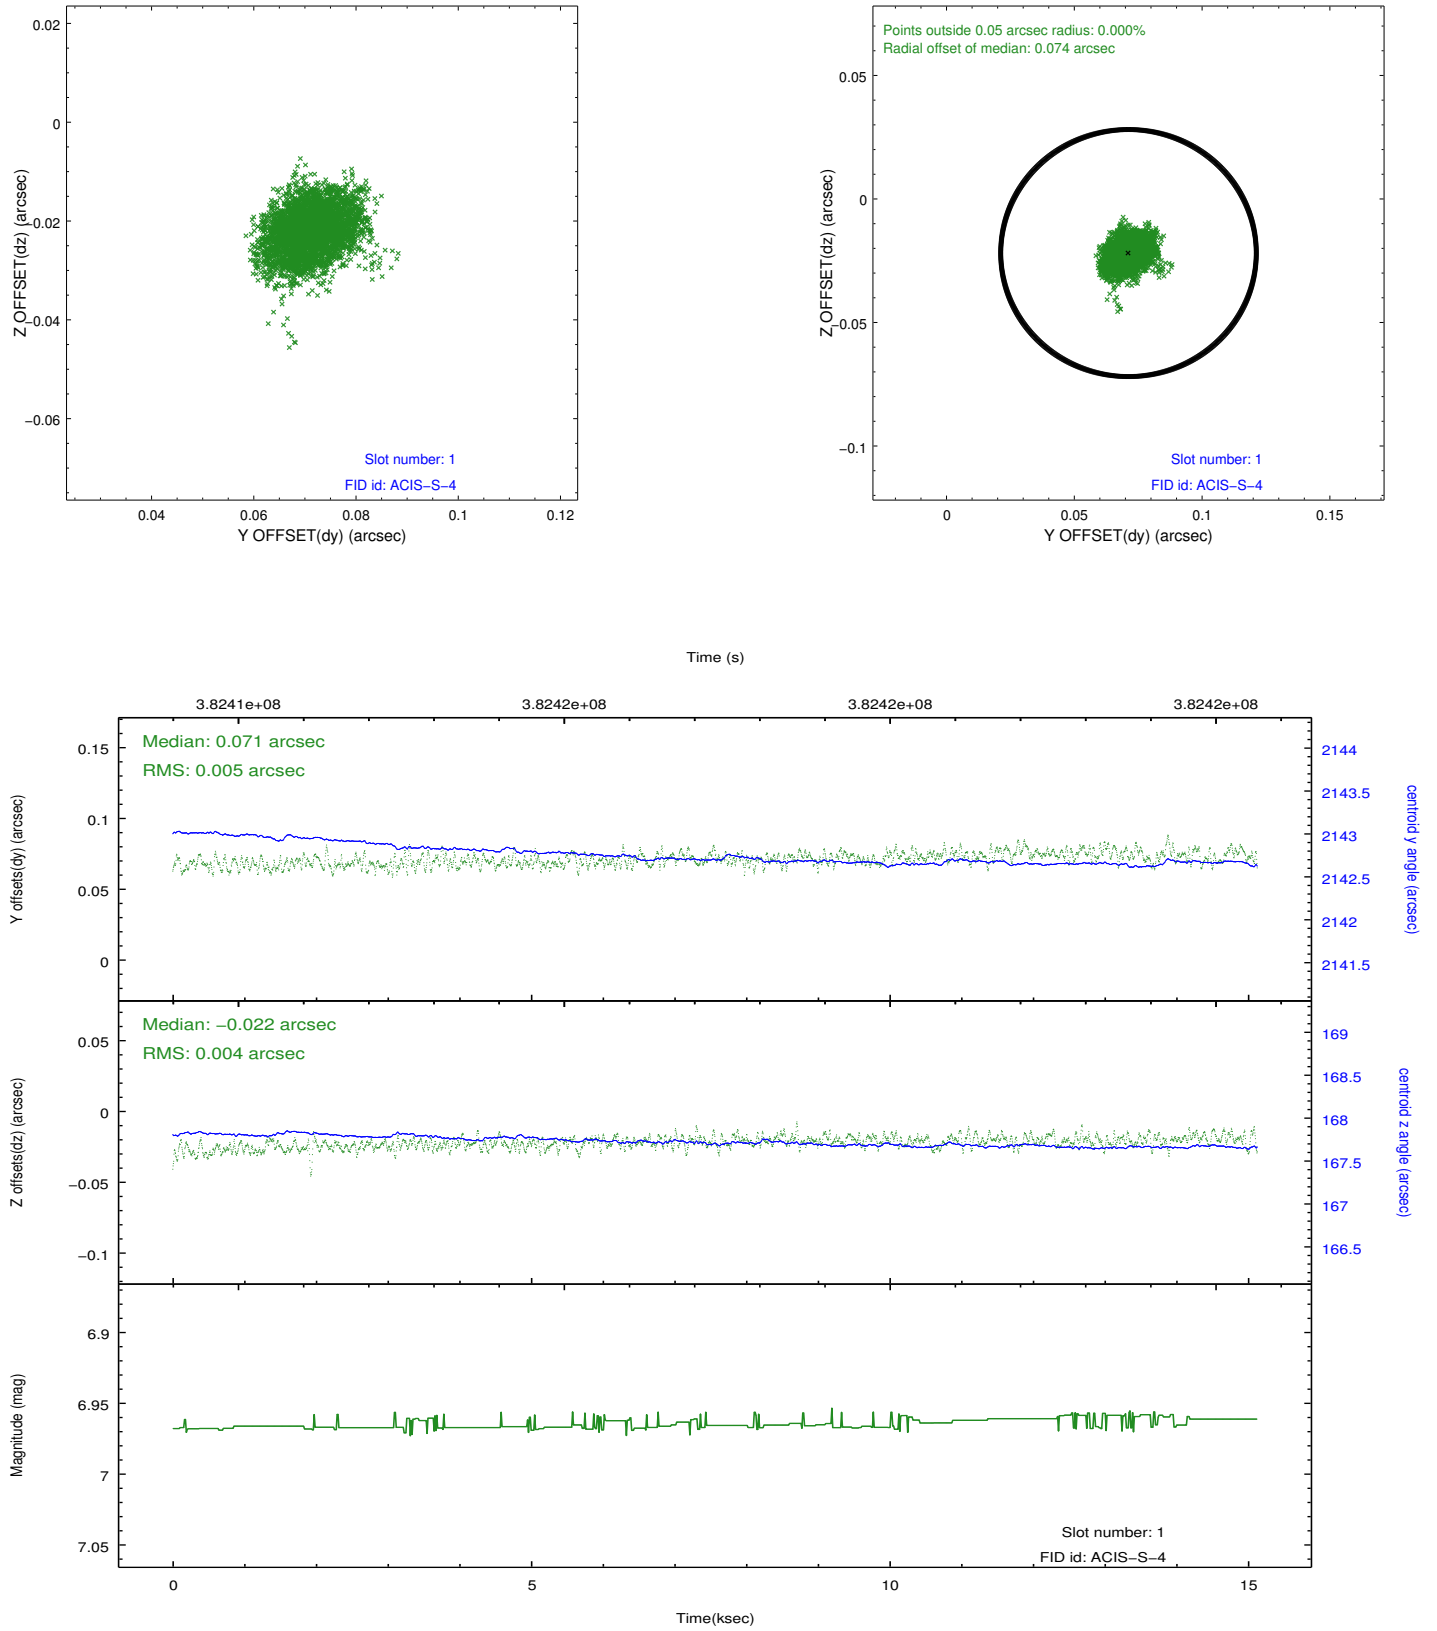 0.02
0
−0.02
−0.04
−0.06
Z OFFSET(dz) (arcsec)
Slot number: 1
FID id: ACIS−S−4
0.04
0.06
0.08
0.1
0.12
Y OFFSET(dy) (arcsec)
Points outside 0.05 arcsec radius: 0.000%
Radial offset of median: 0.074 arcsec
0.05
0
−0.05
−0.1
Z OFFSET(dz) (arcsec)
Slot number: 1
FID id: ACIS−S−4
0
0.05
0.1
0.15
Y OFFSET(dy) (arcsec)
Time (s)
3.8241e+08
3.8242e+08
3.8242e+08
3.8242e+08
Median: 0.071 arcsec
RMS: 0.005 arcsec
0.15
0.1
0.05
0
Y offsets(dy) (arcsec)
2144
2143.5
2143
2142.5
2142
2141.5
centroid y angle (arcsec)
Median: −0.022 arcsec
RMS: 0.004 arcsec
0.05
0
−0.05
−0.1
Z offsets(dz) (arcsec)
169
168.5
168
167.5
167
166.5
centroid z angle (arcsec)
6.9
6.95
7
7.05
Magnitude (mag)
Slot number: 1
FID id: ACIS−S−4
0
5
10
15
Time(ksec)